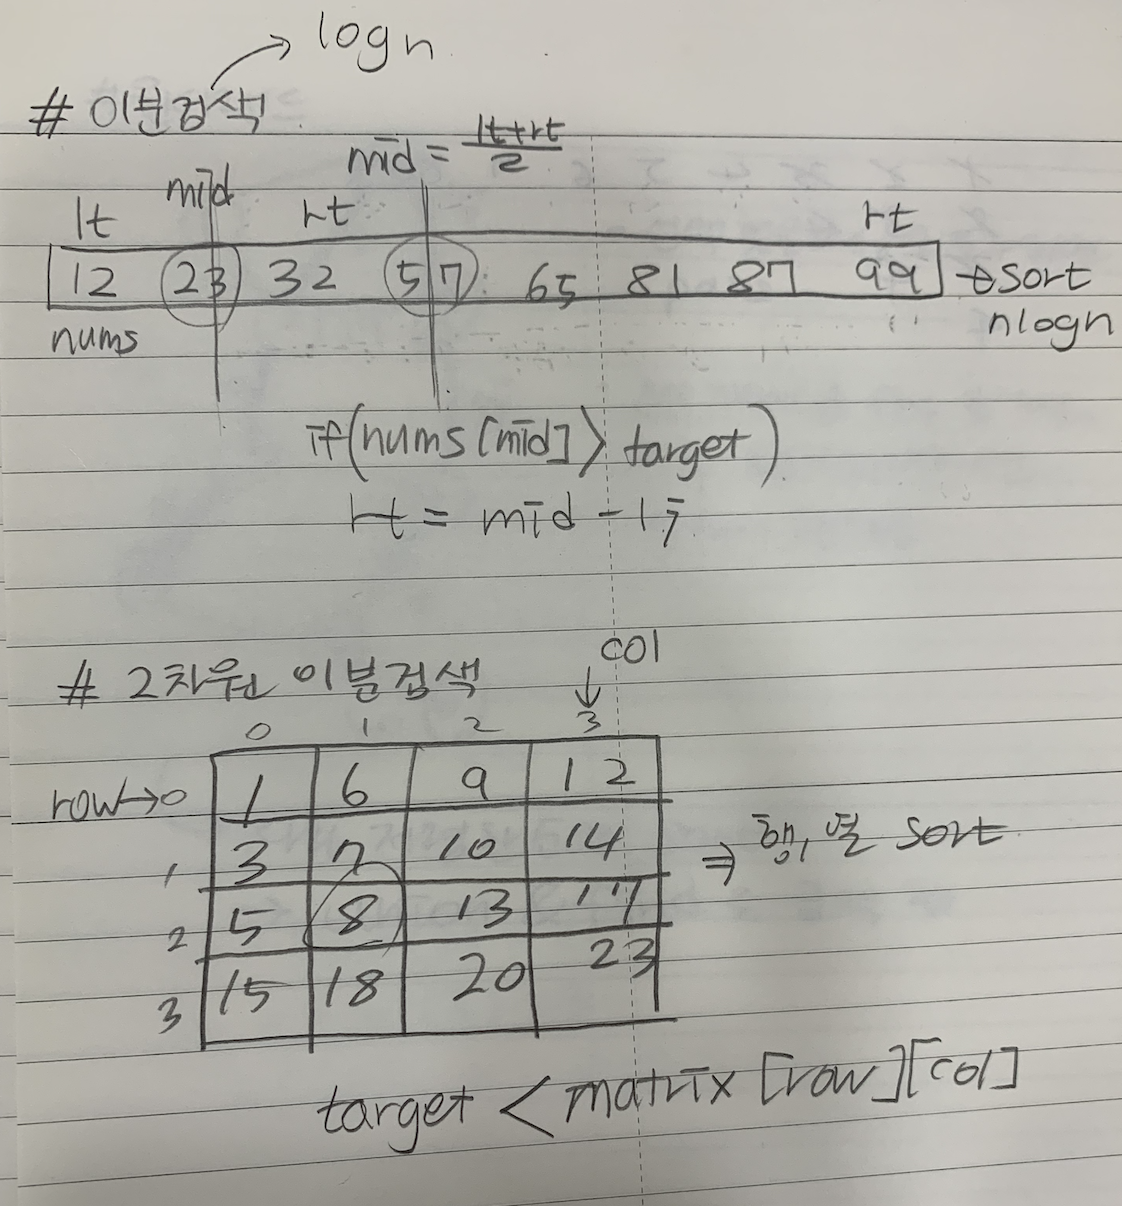 logn
# 이분검색
mid = lt+rt
2
lt mid rt rt
12 23 32 57 65 81 87 99 → sort
nums nlogn
if(nums[mid] > target)
rt = mid - 1;
col
# 2차원 이분검색
0 1 2 3
row→0 1 6 9 12
1 3 7 10 14 ⇒ 행, 열 sort
2 5 8 13 17
3 15 18 20 23
target < matrix [row][col]